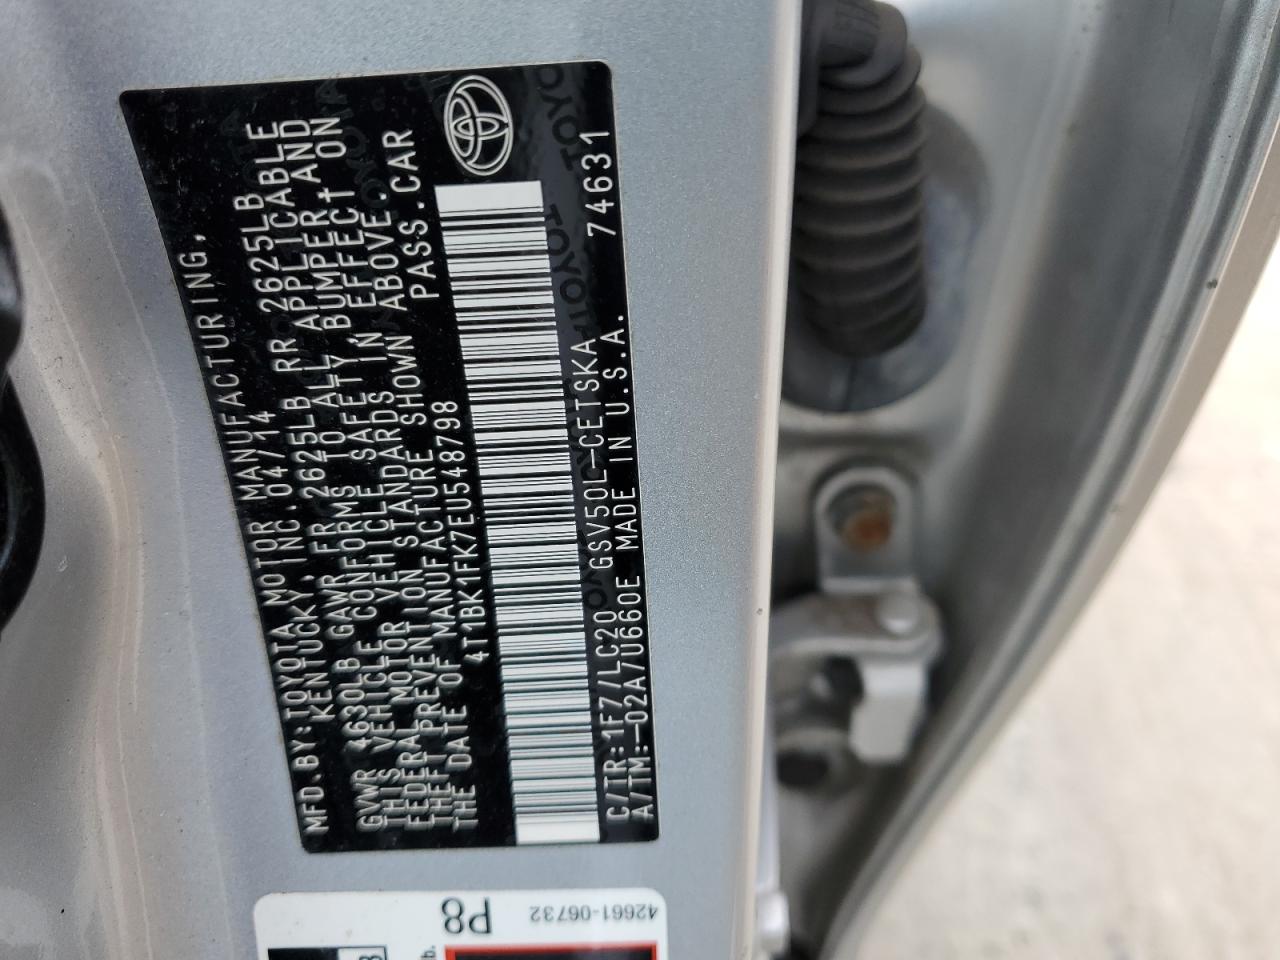 MFD.BY:TOYOTA MOTOR MANUFACTURING,
KENTUCKY, INC. 04/14
GVWR 4630LB GAWR FR 2625LB RR 2625LB
THIS VEHICLE CONFORMS TO ALL APPLICABLE
FEDERAL MOTOR VEHICLE SAFETY, BUMPER, AND
THEFT PREVENTION STANDARDS IN EFFECT ON
THE DATE OF MANUFACTURE SHOWN ABOVE.
4T1BK1FK7EU548798 PASS.CAR
C/TR:1F7/LC20 GSV50L-CETSKA 74631
A/TM:-02A/U660E MADE IN U.S.A.
P8
42661-06732